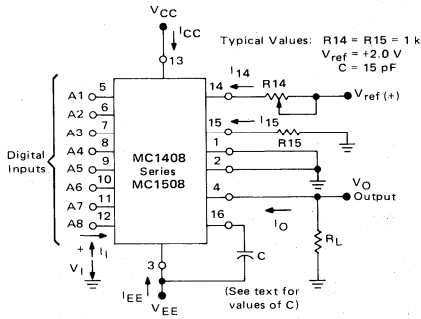 VCC
ICC
Typical Values: R14 = R15 = 1 k
Vref = +2.0 V
C = 15 pF
13
I14
A1 5
14
R14
Vref (+)
A2 6
A3 7
15
I15
R15
A4 8
1
Digital
Inputs
MC1408
Series
MC1508
A5 9
2
A6 10
4
VO
Output
A7 11
A8 12
16
IO
+
II
VI
C
RL
3
IEE
VEE
(See text for
values of C)